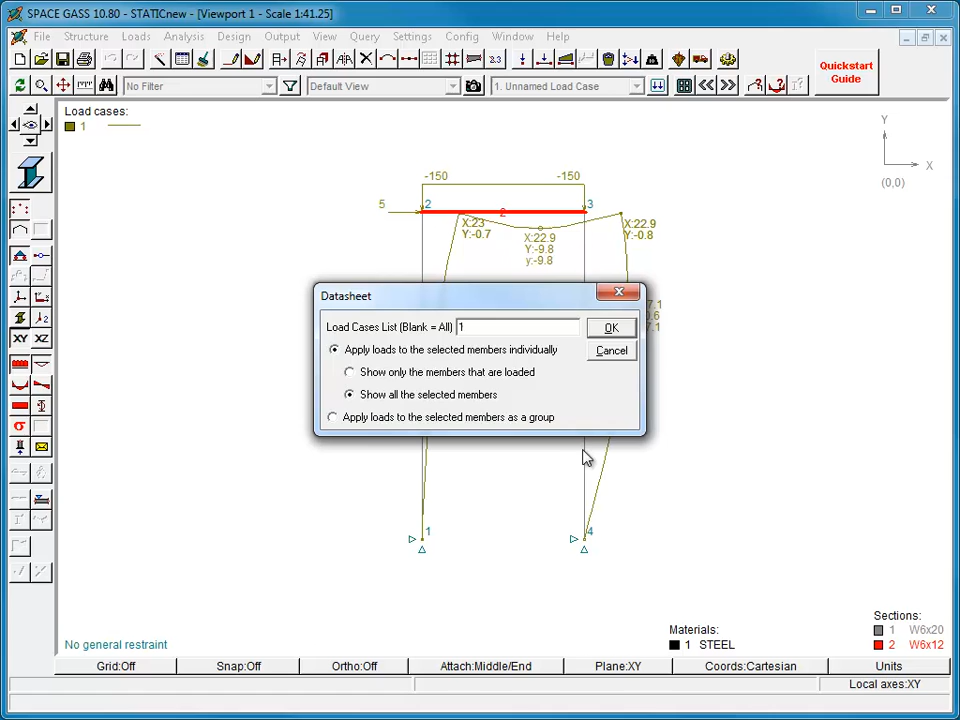 SPACE GASS 10.80 - STATICnew - [Viewport 1 - Scale 1:41.25]
File Structure Loads Analysis Design Output View Query Settings Config Window Help
2.3
Quickstart
Guide
No Filter
Default View
1. Unnamed Load Case
Load cases:
1
Y
X
(0,0)
-150 -150
5 2 2 3
X:23
Y:-0.7
X:22.9
Y:-9.8
y:-9.8
X:22.9
Y:-0.8
Datasheet
Load Cases List (Blank = All) 1
OK
Apply loads to the selected members individually
Cancel
Show only the members that are loaded
Show all the selected members
Apply loads to the selected members as a group
XY XZ
1 4
No general restraint
Materials:
1 STEEL
Sections:
1 W6x20
2 W6x12
Grid:Off Snap:Off Ortho:Off Attach:Middle/End Plane:XY Coords:Cartesian Units
Local axes:XY